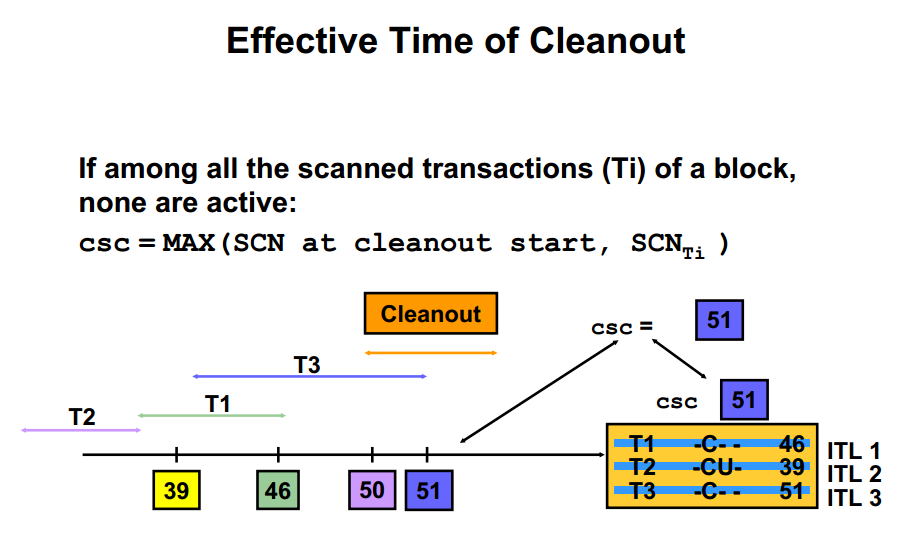 Effective Time of Cleanout
If among all the scanned transactions (Ti) of a block,
none are active:
csc = MAX(SCN at cleanout start, SCNTi )
Cleanout
csc =
51
T3
T1
T2
csc
51
T1 -C- - 46
ITL 1
T2 -CU- 39
ITL 2
T3 -C- - 51
ITL 3
39
46
50
51